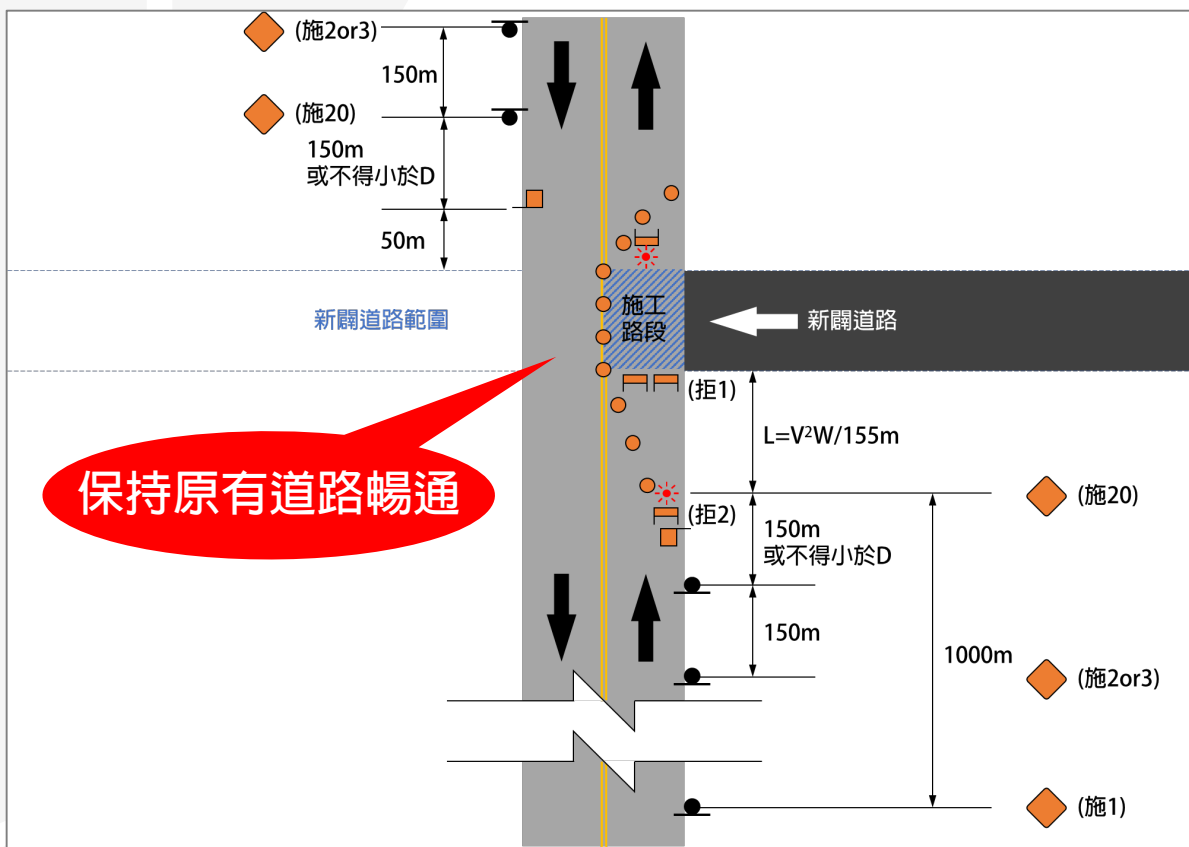 (施2or3)
150m
(施20)
150m
或不得小於D
50m
新闢道路範圍
施工
路段
新闢道路
(拒1)
L=V²W/155m
保持原有道路暢通
(施20)
(拒2)
150m
或不得小於D
150m
1000m
(施2or3)
(施1)